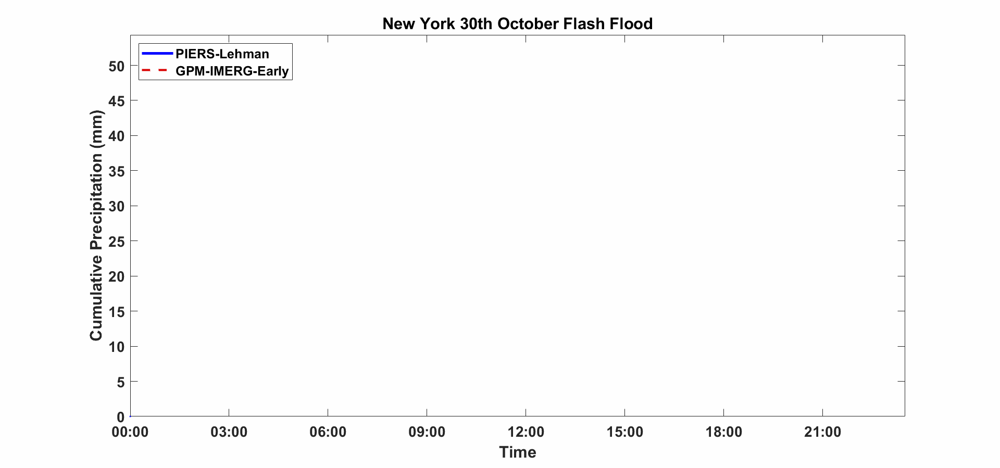 New York 30th October Flash Flood
PIERS-Lehman
GPM-IMERG-Early
Cumulative Precipitation (mm)
50
45
40
35
30
25
20
15
10
5
0
00:00 03:00 06:00 09:00 12:00 15:00 18:00 21:00
Time